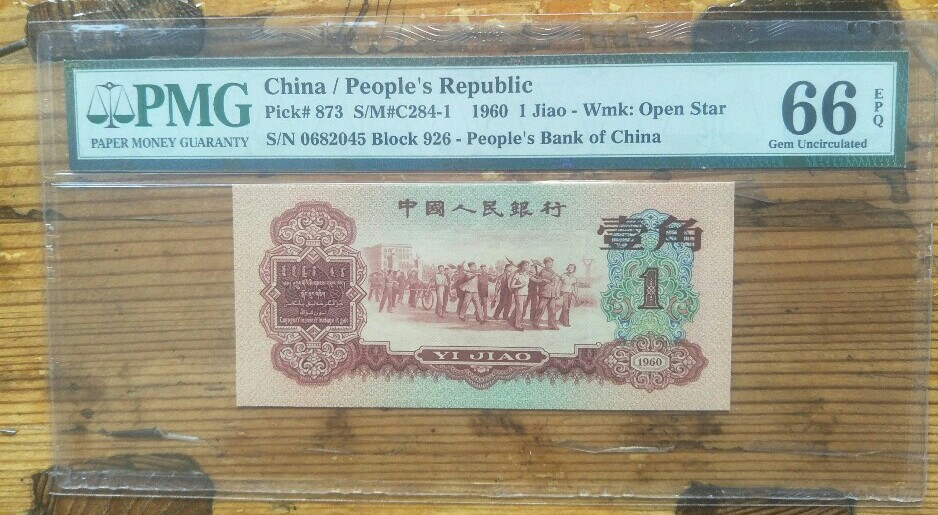 PMG
PAPER MONEY GUARANTY
China / People's Republic
Pick# 873 S/M#C284-1 1960 1 Jiao - Wmk: Open Star
S/N 0682045 Block 926 - People's Bank of China
66 EPQ
Gem Uncirculated
中國人民銀行
壹角
1
YI JIAO
1960